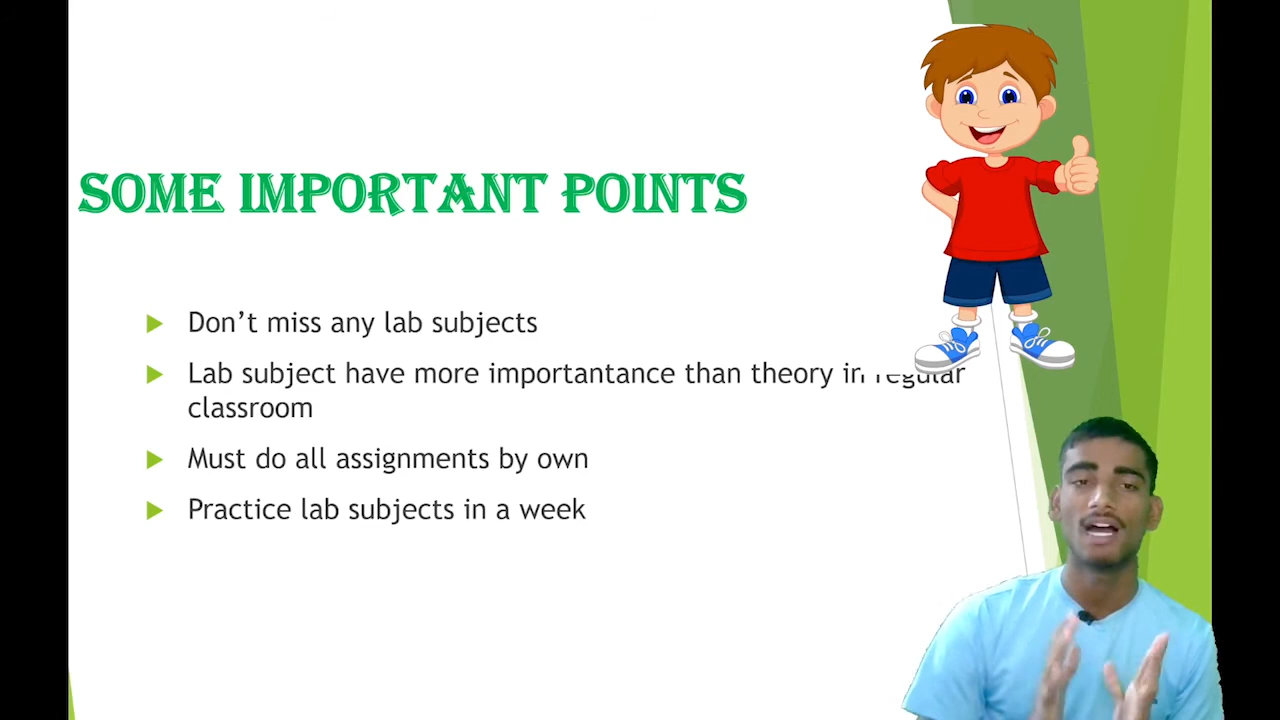 SOME IMPORTANT POINTS
Don't miss any lab subjects
Lab subject have more importantance than theory in regular
classroom
Must do all assignments by own
Practice lab subjects in a week